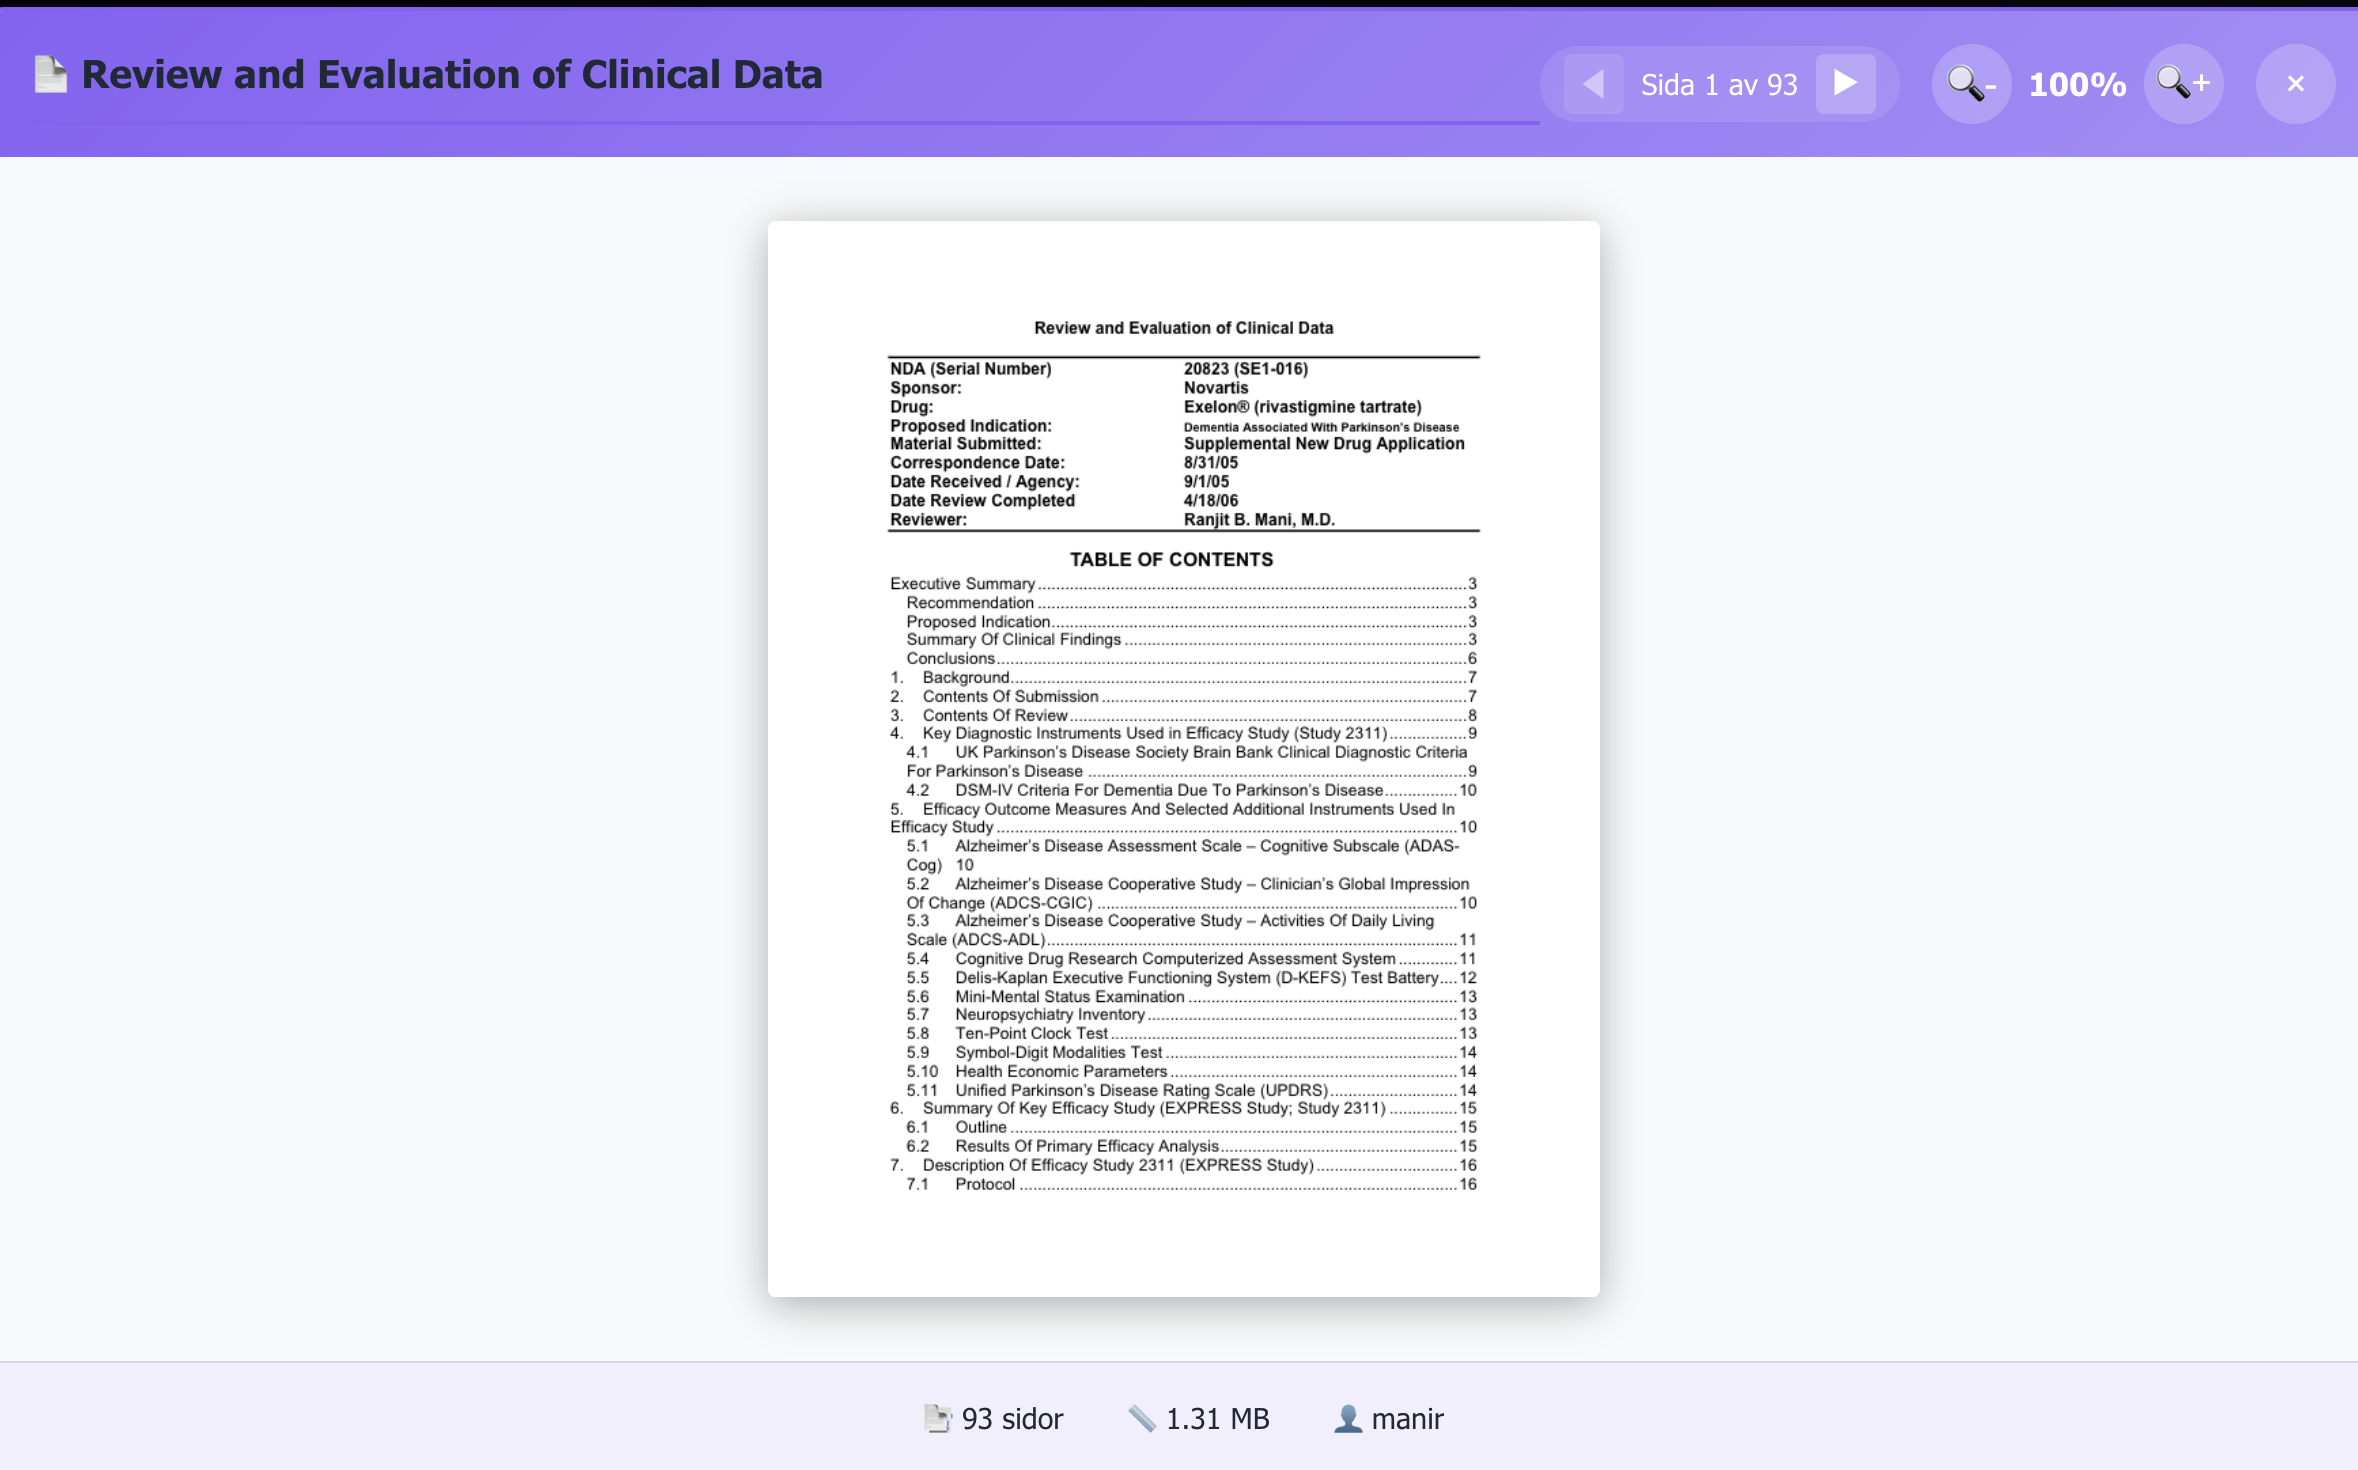 Review and Evaluation of Clinical Data
Sida 1 av 93
-
100%
+
×
Review and Evaluation of Clinical Data
NDA (Serial Number) 20823 (SE1-016)
Sponsor: Novartis
Drug: Exelon® (rivastigmine tartrate)
Proposed Indication: Dementia Associated With Parkinson's Disease
Material Submitted: Supplemental New Drug Application
Correspondence Date: 8/31/05
Date Received / Agency: 9/1/05
Date Review Completed 4/18/06
Reviewer: Ranjit B. Mani, M.D.
TABLE OF CONTENTS
Executive Summary 3
Recommendation 3
Proposed Indication 3
Summary Of Clinical Findings 3
Conclusions 6
1. Background 7
2. Contents Of Submission 7
3. Contents Of Review 8
4. Key Diagnostic Instruments Used in Efficacy Study (Study 2311) 9
4.1 UK Parkinson's Disease Society Brain Bank Clinical Diagnostic Criteria
For Parkinson's Disease 9
4.2 DSM-IV Criteria For Dementia Due To Parkinson's Disease 10
5. Efficacy Outcome Measures And Selected Additional Instruments Used In
Efficacy Study 10
5.1 Alzheimer's Disease Assessment Scale – Cognitive Subscale (ADAS-
Cog) 10
5.2 Alzheimer's Disease Cooperative Study – Clinician's Global Impression
Of Change (ADCS-CGIC) 10
5.3 Alzheimer's Disease Cooperative Study – Activities Of Daily Living
Scale (ADCS-ADL) 11
5.4 Cognitive Drug Research Computerized Assessment System 11
5.5 Delis-Kaplan Executive Functioning System (D-KEFS) Test Battery 12
5.6 Mini-Mental Status Examination 13
5.7 Neuropsychiatry Inventory 13
5.8 Ten-Point Clock Test 13
5.9 Symbol-Digit Modalities Test 14
5.10 Health Economic Parameters 14
5.11 Unified Parkinson's Disease Rating Scale (UPDRS) 14
6. Summary Of Key Efficacy Study (EXPRESS Study; Study 2311) 15
6.1 Outline 15
6.2 Results Of Primary Efficacy Analysis 15
7. Description Of Efficacy Study 2311 (EXPRESS Study) 16
7.1 Protocol 16
93 sidor
1.31 MB
manir